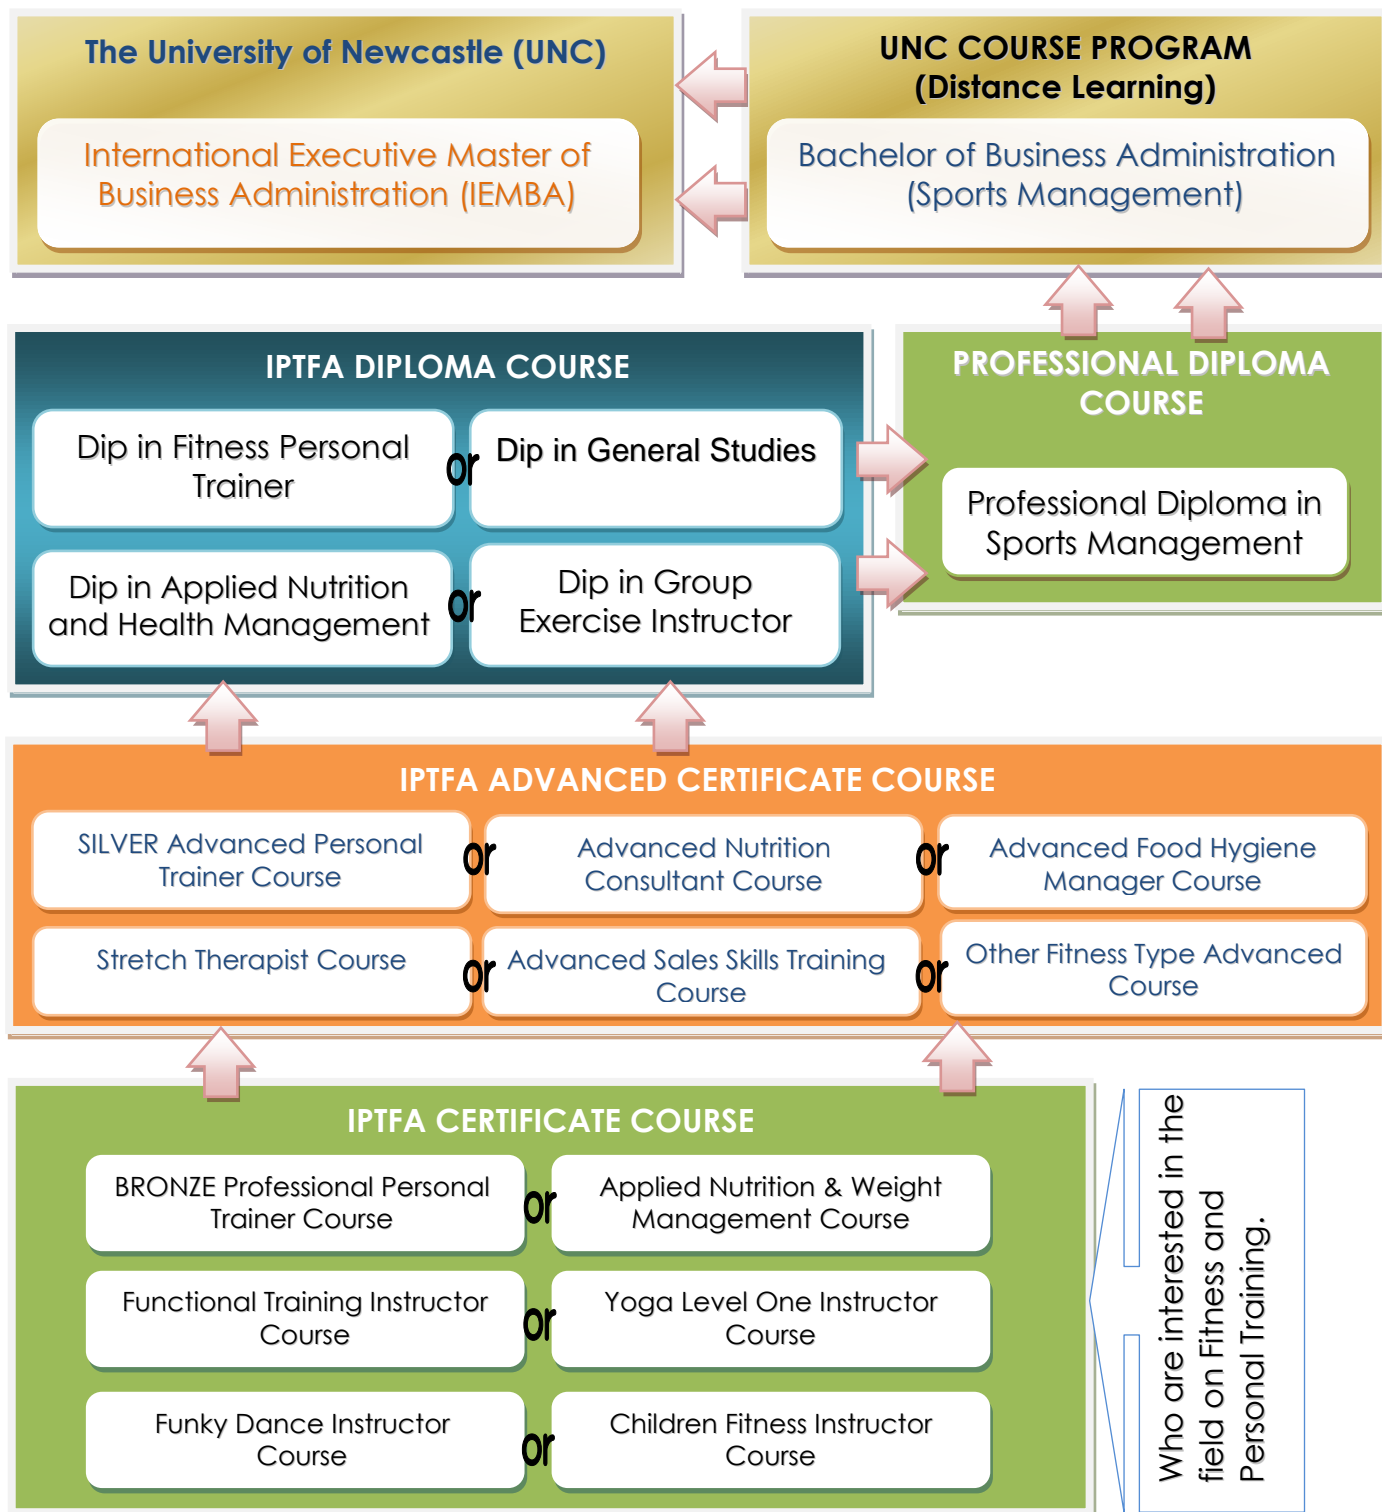 The University of Newcastle (UNC)
International Executive Master of
Business Administration (IEMBA)
UNC COURSE PROGRAM
(Distance Learning)
Bachelor of Business Administration
(Sports Management)
IPTFA DIPLOMA COURSE
Dip in Fitness Personal
Trainer
or
Dip in General Studies
Dip in Applied Nutrition
and Health Management
or
Dip in Group
Exercise Instructor
PROFESSIONAL DIPLOMA
COURSE
Professional Diploma in
Sports Management
IPTFA ADVANCED CERTIFICATE COURSE
SILVER Advanced Personal
Trainer Course
or
Advanced Nutrition
Consultant Course
or
Advanced Food Hygiene
Manager Course
Stretch Therapist Course
or
Advanced Sales Skills Training
Course
or
Other Fitness Type Advanced
Course
IPTFA CERTIFICATE COURSE
BRONZE Professional Personal
Trainer Course
or
Applied Nutrition & Weight
Management Course
Functional Training Instructor
Course
or
Yoga Level One Instructor
Course
Funky Dance Instructor
Course
or
Children Fitness Instructor
Course
Who are interested in the
field on Fitness and
Personal Training.